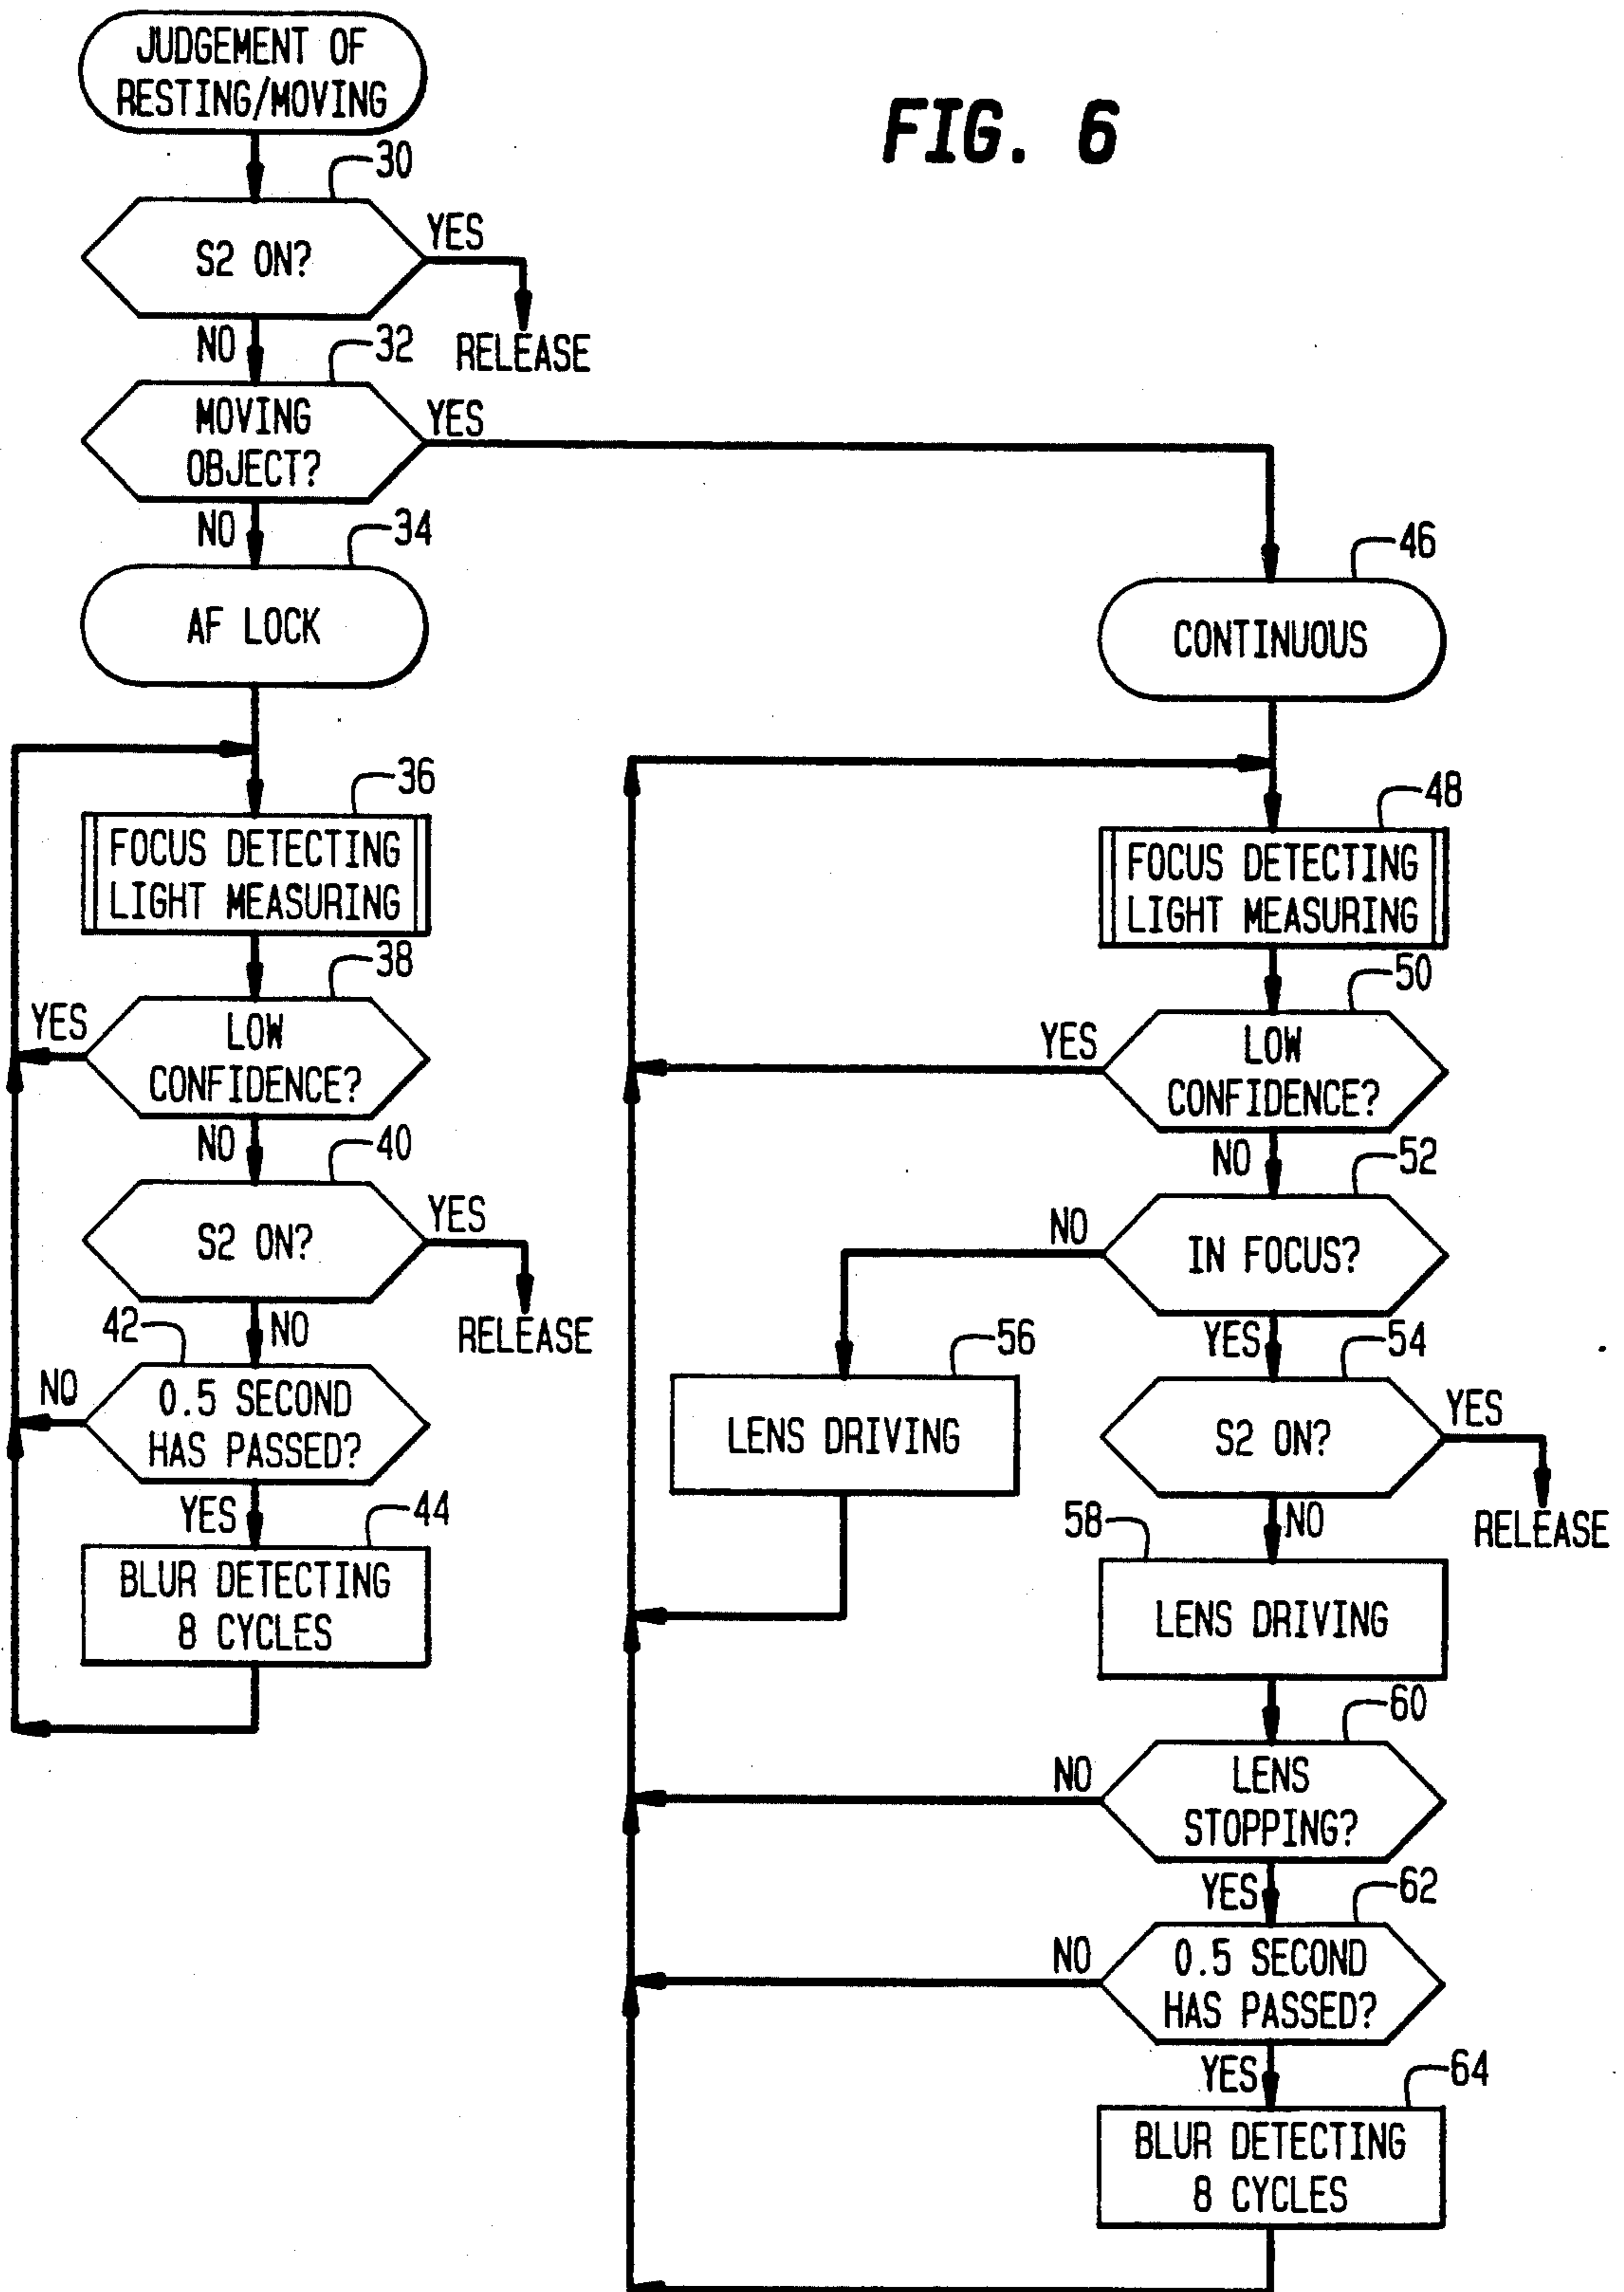 FIG. 6
JUDGEMENT OF
RESTING/MOVING
30
S2 ON?
YES
RELEASE
NO
32
MOVING
OBJECT?
YES
NO
34
AF LOCK
36
FOCUS DETECTING
LIGHT MEASURING
38
LOW
CONFIDENCE?
YES
NO
40
S2 ON?
YES
RELEASE
NO
42
0.5 SECOND
HAS PASSED?
NO
YES
44
BLUR DETECTING
8 CYCLES
46
CONTINUOUS
48
FOCUS DETECTING
LIGHT MEASURING
50
LOW
CONFIDENCE?
YES
NO
52
IN FOCUS?
NO
YES
56
LENS DRIVING
54
S2 ON?
YES
RELEASE
NO
58
LENS DRIVING
60
LENS
STOPPING?
NO
YES
62
0.5 SECOND
HAS PASSED?
NO
YES
64
BLUR DETECTING
8 CYCLES